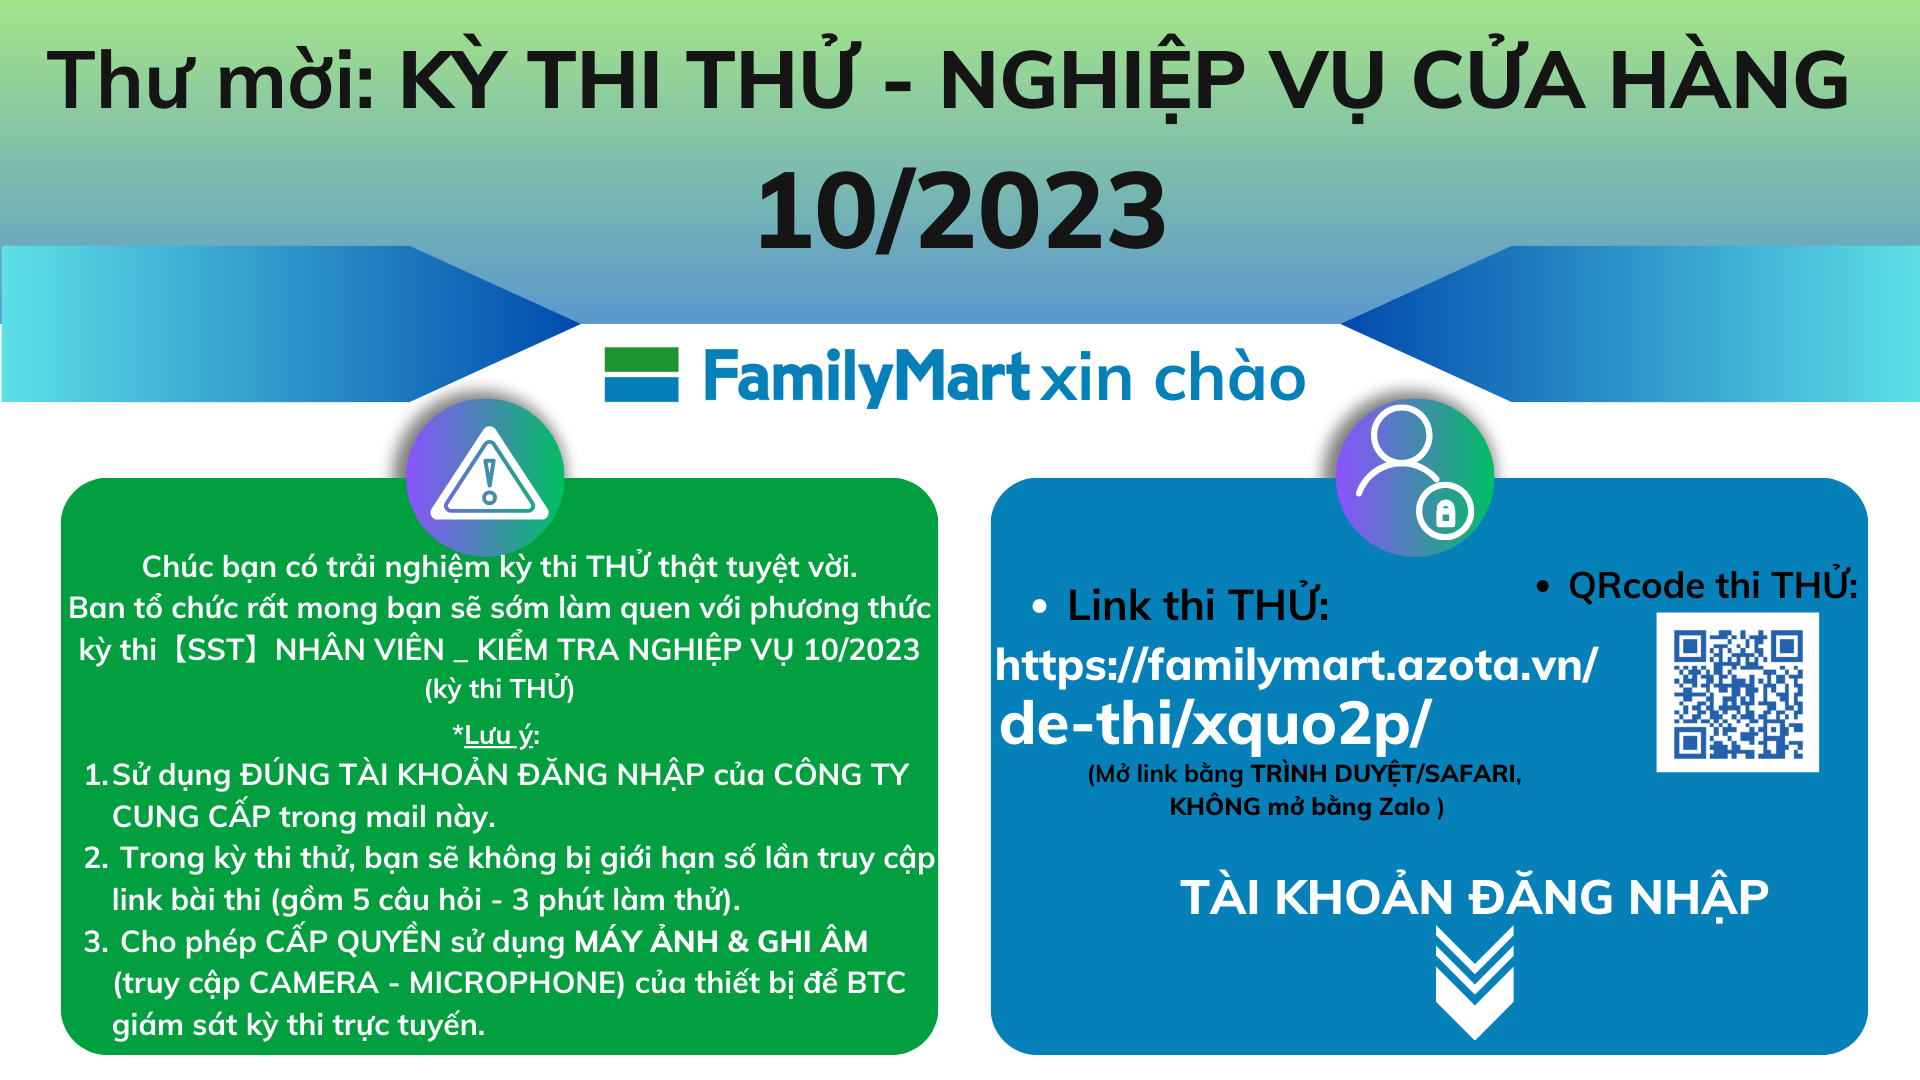 Thư mời: KỲ THI THỬ - NGHIỆP VỤ CỬA HÀNG
10/2023
FamilyMart xin chào
Chúc bạn có trải nghiệm kỳ thi THỬ thật tuyệt vời.
Ban tổ chức rất mong bạn sẽ sớm làm quen với phương thức
kỳ thi【SST】NHÂN VIÊN _ KIỂM TRA NGHIỆP VỤ 10/2023
(kỳ thi THỬ)
*Lưu ý:
1. Sử dụng ĐÚNG TÀI KHOẢN ĐĂNG NHẬP của CÔNG TY
CUNG CẤP trong mail này.
2. Trong kỳ thi thử, bạn sẽ không bị giới hạn số lần truy cập
link bài thi (gồm 5 câu hỏi - 3 phút làm thử).
3. Cho phép CẤP QUYỀN sử dụng MÁY ẢNH & GHI ÂM
(truy cập CAMERA - MICROPHONE) của thiết bị để BTC
giám sát kỳ thi trực tuyến.
• Link thi THỬ:
https://familymart.azota.vn/
de-thi/xquo2p/
(Mở link bằng TRÌNH DUYỆT/SAFARI,
KHÔNG mở bằng Zalo )
• QRcode thi THỬ:
TÀI KHOẢN ĐĂNG NHẬP